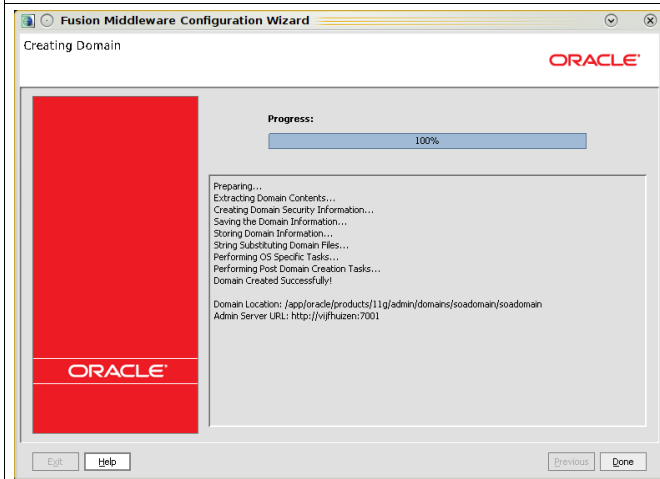 Fusion Middleware Configuration Wizard
Creating Domain
ORACLE
Progress:
100%
Preparing...
Extracting Domain Contents...
Creating Domain Security Information...
Saving the Domain Information...
Storing Domain Information...
String Substituting Domain Files...
Performing OS Specific Tasks...
Performing Post Domain Creation Tasks...
Domain Created Successfully!
Domain Location: /app/oracle/products/11g/admin/domains/soadomain/soadomain
Admin Server URL: http://vijfhuizen:7001
ORACLE
Exit Help Previous Done